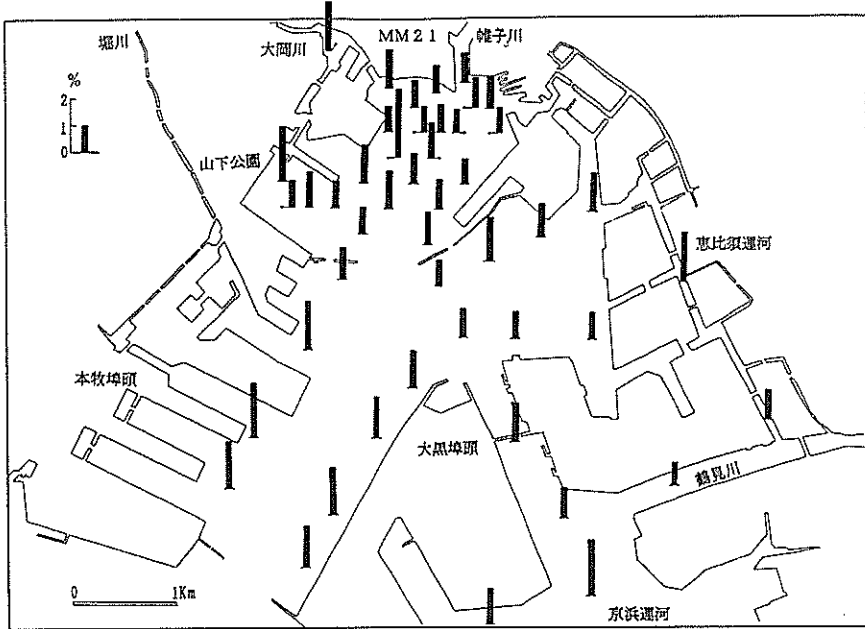 堀川
大岡川
MM21
帷子川
%
2
1
0
山下公園
恵比須運河
本牧埠頭
大黒埠頭
鶴見川
0 1Km
京浜運河